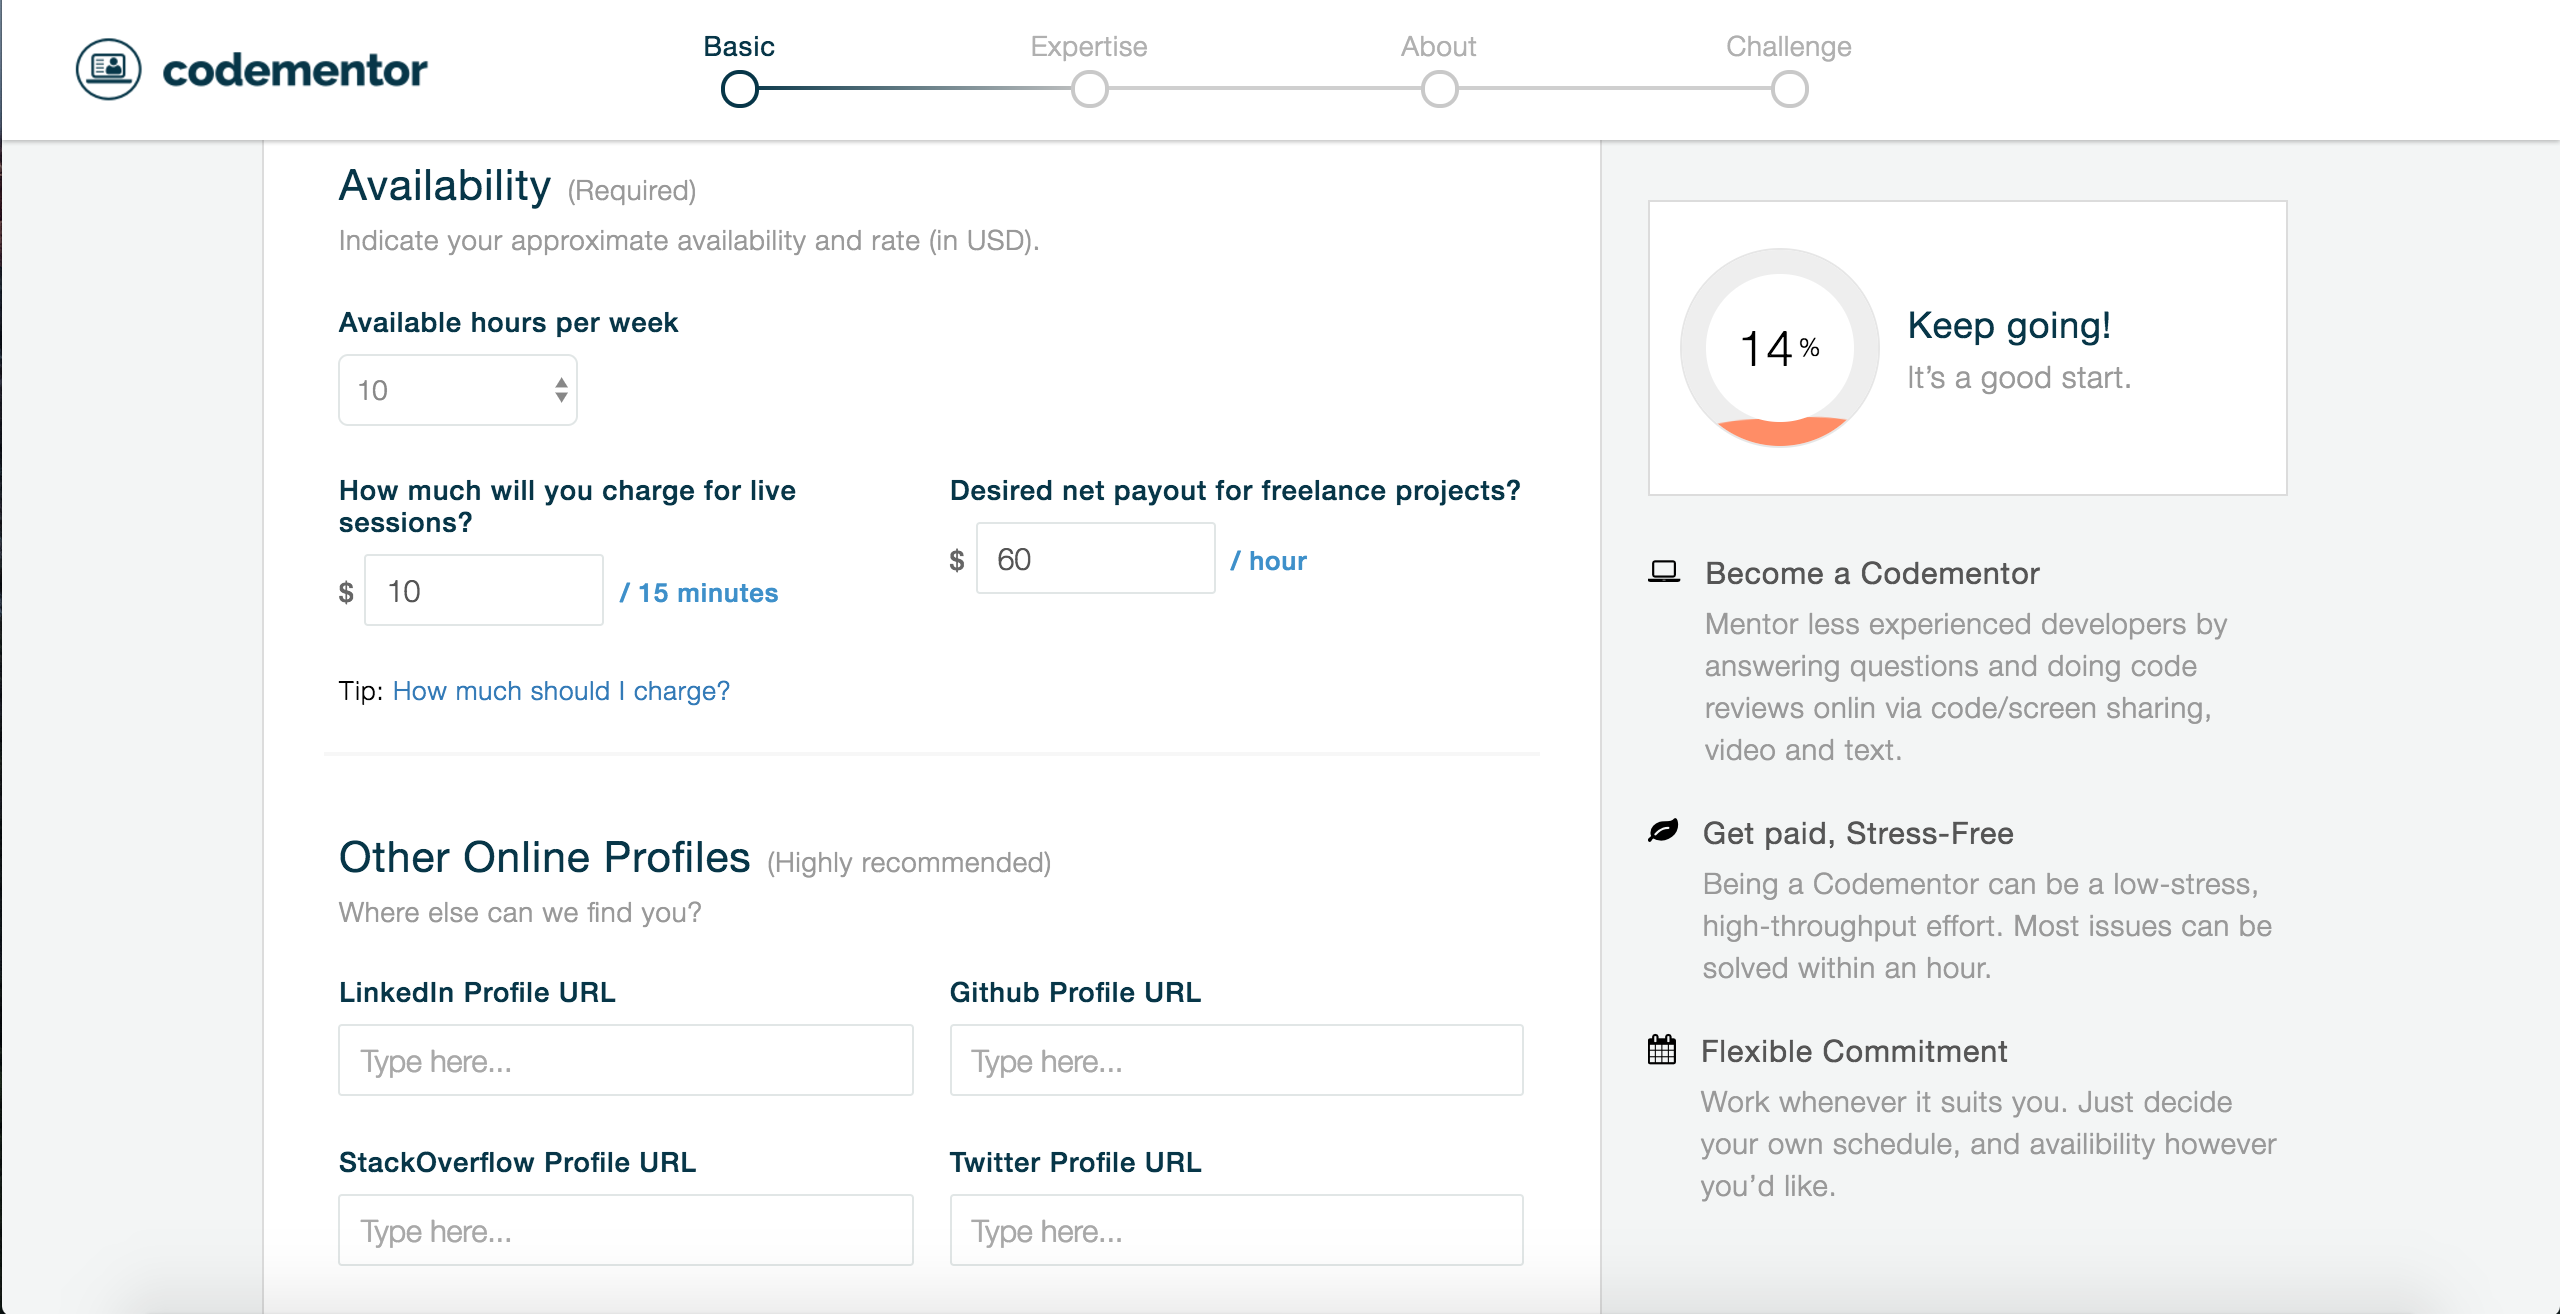 codementor
Basic
Expertise
About
Challenge
Availability (Required)
Indicate your approximate availability and rate (in USD).
Available hours per week
10
How much will you charge for live
sessions?
$ 10 / 15 minutes
Desired net payout for freelance projects?
$ 60 / hour
Tip: How much should I charge?
Other Online Profiles (Highly recommended)
Where else can we find you?
LinkedIn Profile URL
Type here...
Github Profile URL
Type here...
StackOverflow Profile URL
Type here...
Twitter Profile URL
Type here...
14 %
Keep going!
It's a good start.
Become a Codementor
Mentor less experienced developers by
answering questions and doing code
reviews onlin via code/screen sharing,
video and text.
Get paid, Stress-Free
Being a Codementor can be a low-stress,
high-throughput effort. Most issues can be
solved within an hour.
Flexible Commitment
Work whenever it suits you. Just decide
your own schedule, and availibility however
you'd like.